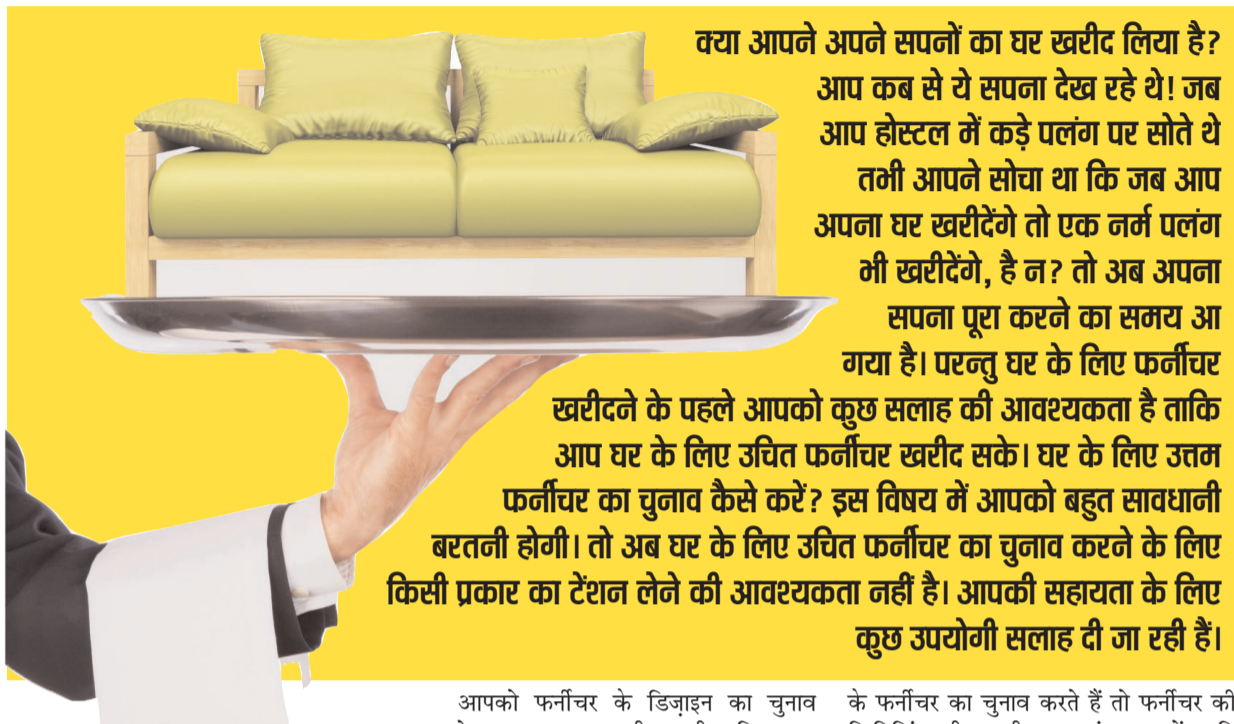 क्या आपने अपने सपनों का घर खरीद लिया है?
आप कब से ये सपना देख रहे थे! जब
आप होस्टल में कड़े पलंग पर सोते थे
तभी आपने सोचा था कि जब आप
अपना घर खरीदेंगे तो एक नर्म पलंग
भी खरीदेंगे, है न? तो अब अपना
सपना पूरा करने का समय आ
गया है। परन्तु घर के लिए फर्नीचर
खरीदने के पहले आपको कुछ सलाह की आवश्यकता है ताकि
आप घर के लिए उचित फर्नीचर खरीद सके। घर के लिए उत्तम
फर्नीचर का चुनाव कैसे करें? इस विषय में आपको बहुत सावधानी
बरतनी होगी। तो अब घर के लिए उचित फर्नीचर का चुनाव करने के लिए
किसी प्रकार का टेंशन लेने की आवश्यकता नहीं है। आपकी सहायता के लिए
कुछ उपयोगी सलाह दी जा रही हैं।
आपको फर्नीचर के डिज़ाइन का चुनाव
के फर्नीचर का चुनाव करते हैं तो फर्नीचर की